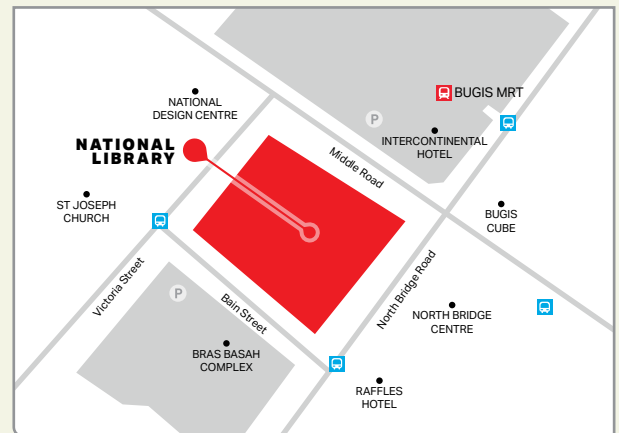 BUGIS MRT
NATIONAL
DESIGN CENTRE
P
INTERCONTINENTAL
HOTEL
NATIONAL
LIBRARY
Middle Road
ST JOSEPH
CHURCH
BUGIS
CUBE
Victoria Street
North Bridge Road
P
Bain Street
NORTH BRIDGE
CENTRE
BRAS BASAH
COMPLEX
RAFFLES
HOTEL